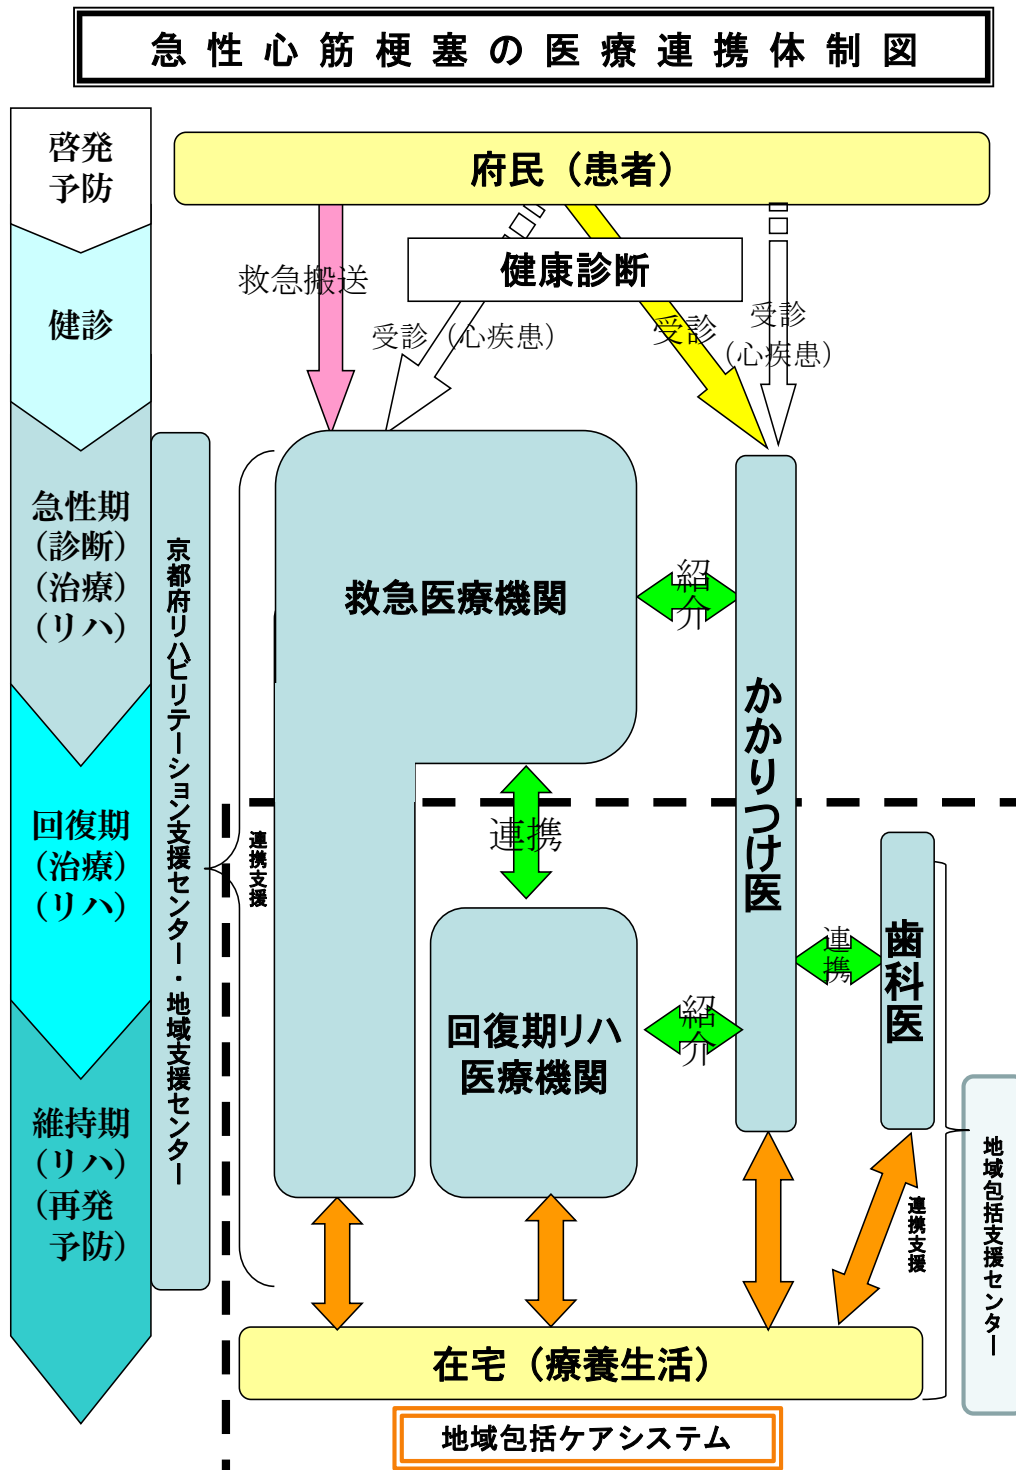 急性心筋梗塞の医療連携体制図
啓発
予防
府民（患者）
健康診断
救急搬送
受診（心疾患）
受診
受診
（心疾患）
健診
急性期
（診断）
（治療）
（リハ）
京都府リハビリテーション支援センター・地域支援センター
連携支援
救急医療機関
紹介
かかりつけ医
連携
回復期
（治療）
（リハ）
歯科医
連携
回復期リハ
医療機関
紹介
維持期
（リハ）
（再発
予防）
連携支援
地域包括支援センター
在宅（療養生活）
地域包括ケアシステム